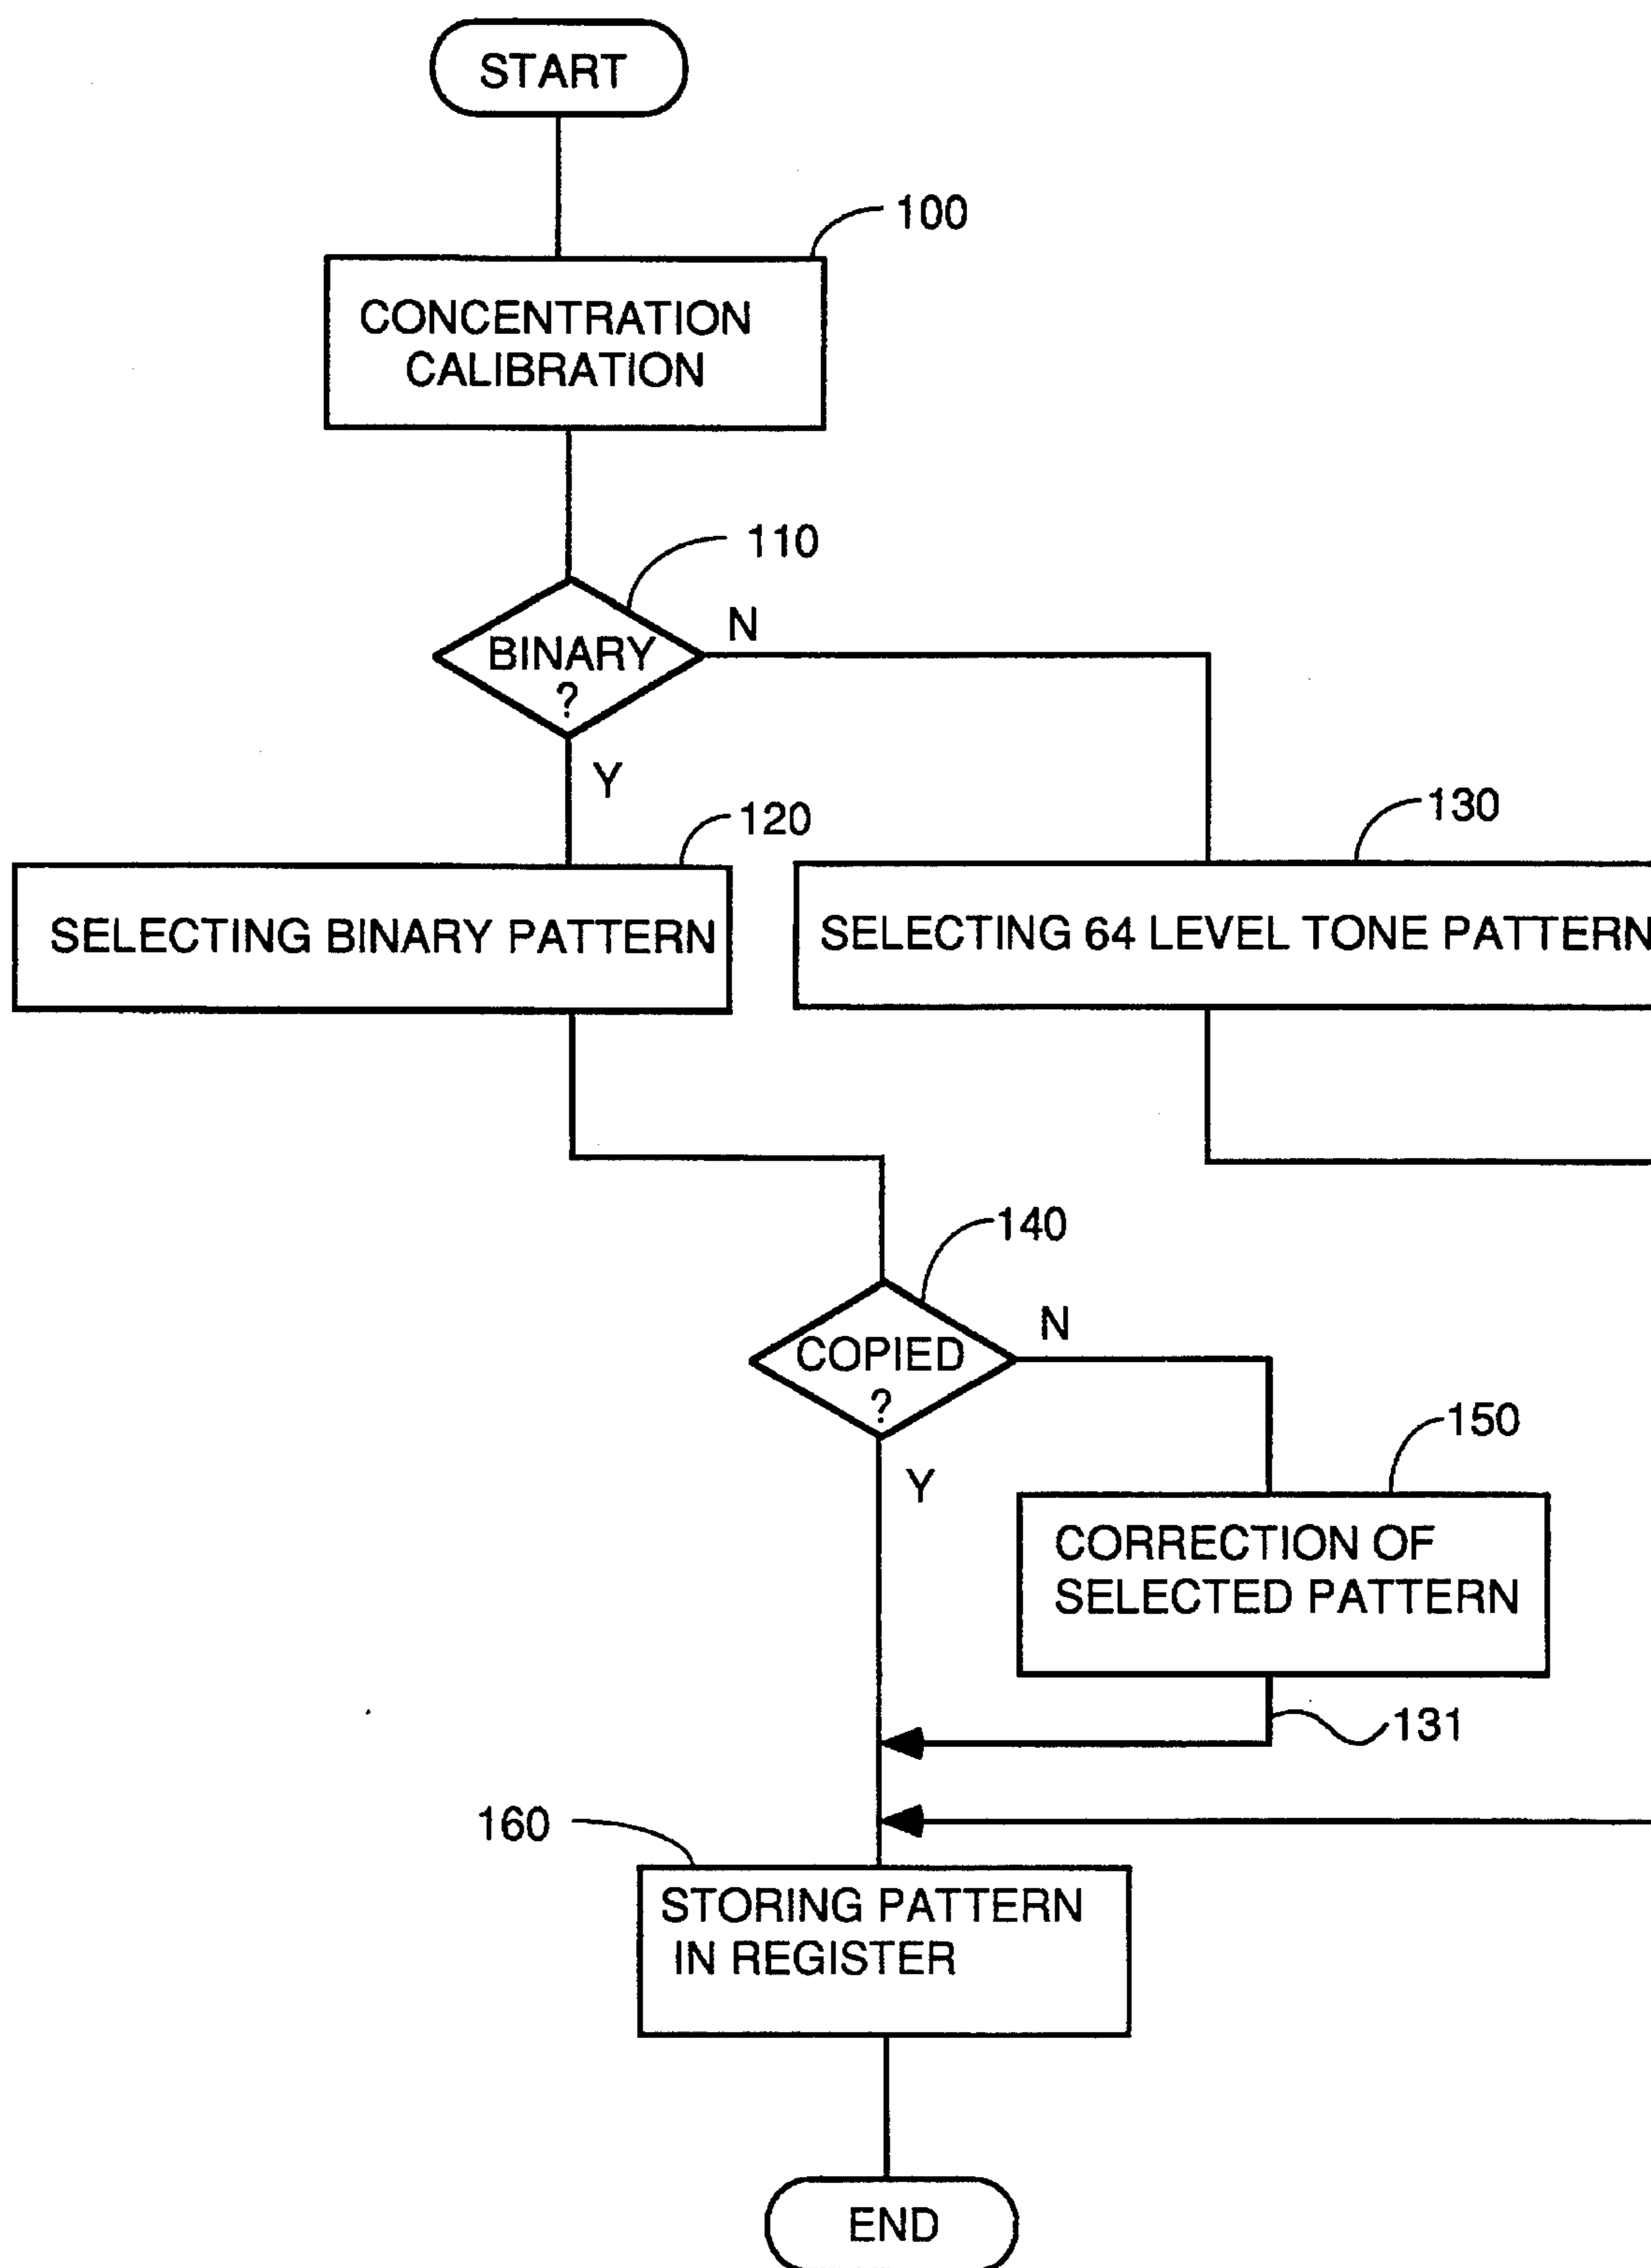 START
100
CONCENTRATION
CALIBRATION
110
BINARY
?
N
Y
120
130
SELECTING BINARY PATTERN
SELECTING 64 LEVEL TONE PATTERN
140
COPIED
?
N
Y
150
CORRECTION OF
SELECTED PATTERN
131
160
STORING PATTERN
IN REGISTER
END